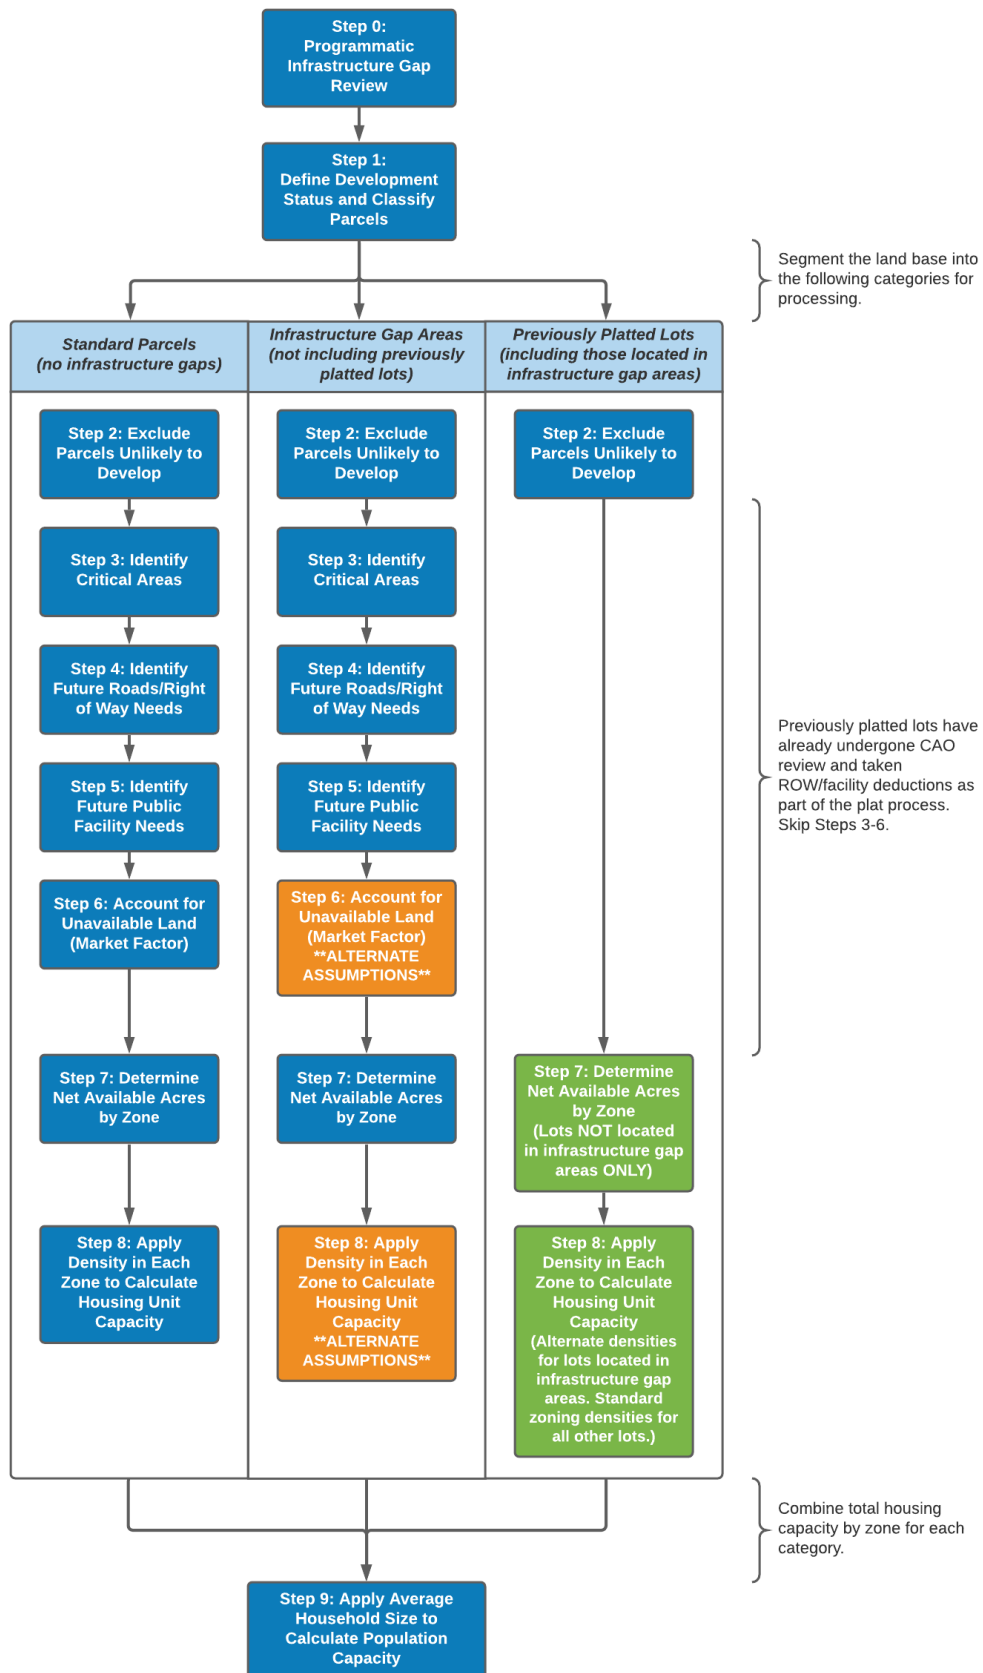 Step 0:
Programmatic
Infrastructure Gap
Review
Step 1:
Define Development
Status and Classify
Parcels
Segment the land base into
the following categories for
processing.
Standard Parcels
(no infrastructure gaps)
Infrastructure Gap Areas
(not including previously
platted lots)
Previously Platted Lots
(including those located in
infrastructure gap areas)
Step 2: Exclude
Parcels Unlikely to
Develop
Step 3: Identify
Critical Areas
Step 4: Identify
Future Roads/Right
of Way Needs
Step 5: Identify
Future Public
Facility Needs
Step 6: Account for
Unavailable Land
(Market Factor)
Step 7: Determine
Net Available Acres
by Zone
Step 8: Apply
Density in Each
Zone to Calculate
Housing Unit
Capacity
Step 2: Exclude
Parcels Unlikely to
Develop
Step 3: Identify
Critical Areas
Step 4: Identify
Future Roads/Right
of Way Needs
Step 5: Identify
Future Public
Facility Needs
Step 6: Account for
Unavailable Land
(Market Factor)
**ALTERNATE
ASSUMPTIONS**
Step 7: Determine
Net Available Acres
by Zone
Step 8: Apply
Density in Each
Zone to Calculate
Housing Unit
Capacity
**ALTERNATE
ASSUMPTIONS**
Step 2: Exclude
Parcels Unlikely to
Develop
Step 7: Determine
Net Available Acres
by Zone
(Lots NOT located
in infrastructure gap
areas ONLY)
Step 8: Apply
Density in Each
Zone to Calculate
Housing Unit
Capacity
(Alternate densities
for lots located in
infrastructure gap
areas. Standard
zoning densities for
all other lots.)
Previously platted lots have
already undergone CAO
review and taken
ROW/facility deductions as
part of the plat process.
Skip Steps 3-6.
Combine total housing
capacity by zone for each
category.
Step 9: Apply Average
Household Size to
Calculate Population
Capacity